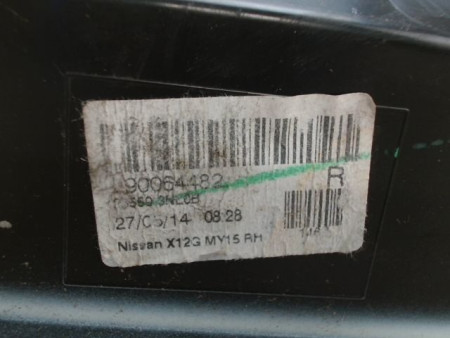 90064482
R
27/05/14 08:28
Nissan X12G MY15 RH